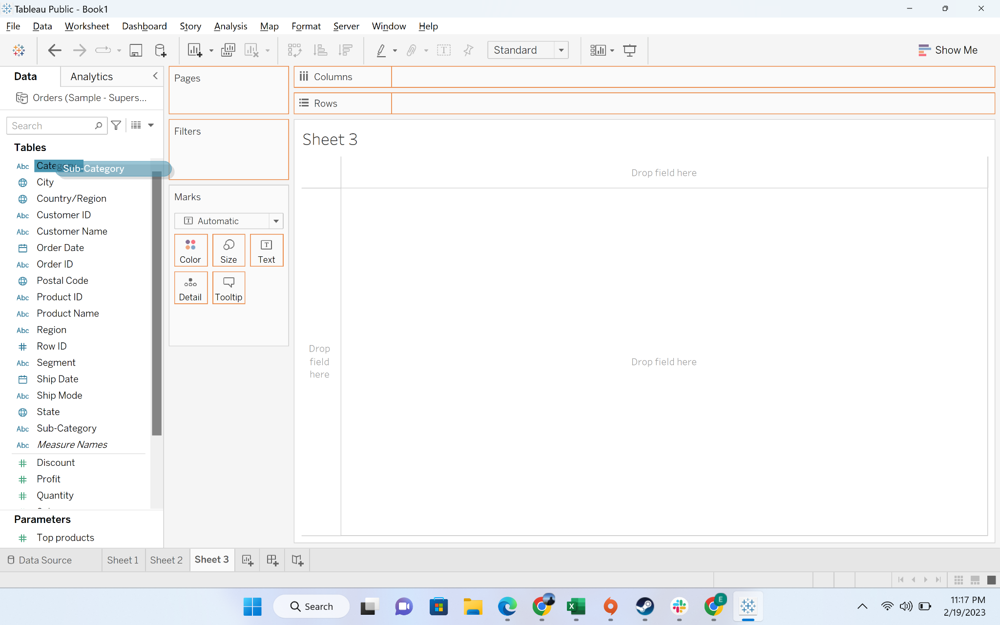 Tableau Public - Book1
File Data Worksheet Dashboard Story Analysis Map Format Server Window Help
Standard
Show Me
Data Analytics
Orders (Sample - Supers...
Search
Tables
Abc Category
Sub-Category
City
Country/Region
Abc Customer ID
Abc Customer Name
Order Date
Abc Order ID
Postal Code
Abc Product ID
Abc Product Name
Abc Region
# Row ID
Abc Segment
Ship Date
Abc Ship Mode
State
Abc Sub-Category
Abc Measure Names
# Discount
# Profit
# Quantity
Parameters
# Top products
Pages
Filters
Marks
T Automatic
Color Size T Text
Detail Tooltip
Columns
Rows
Sheet 3
Drop field here
Drop
field
here
Drop field here
Data Source Sheet 1 Sheet 2 Sheet 3
Search
E
11:17 PM
2/19/2023